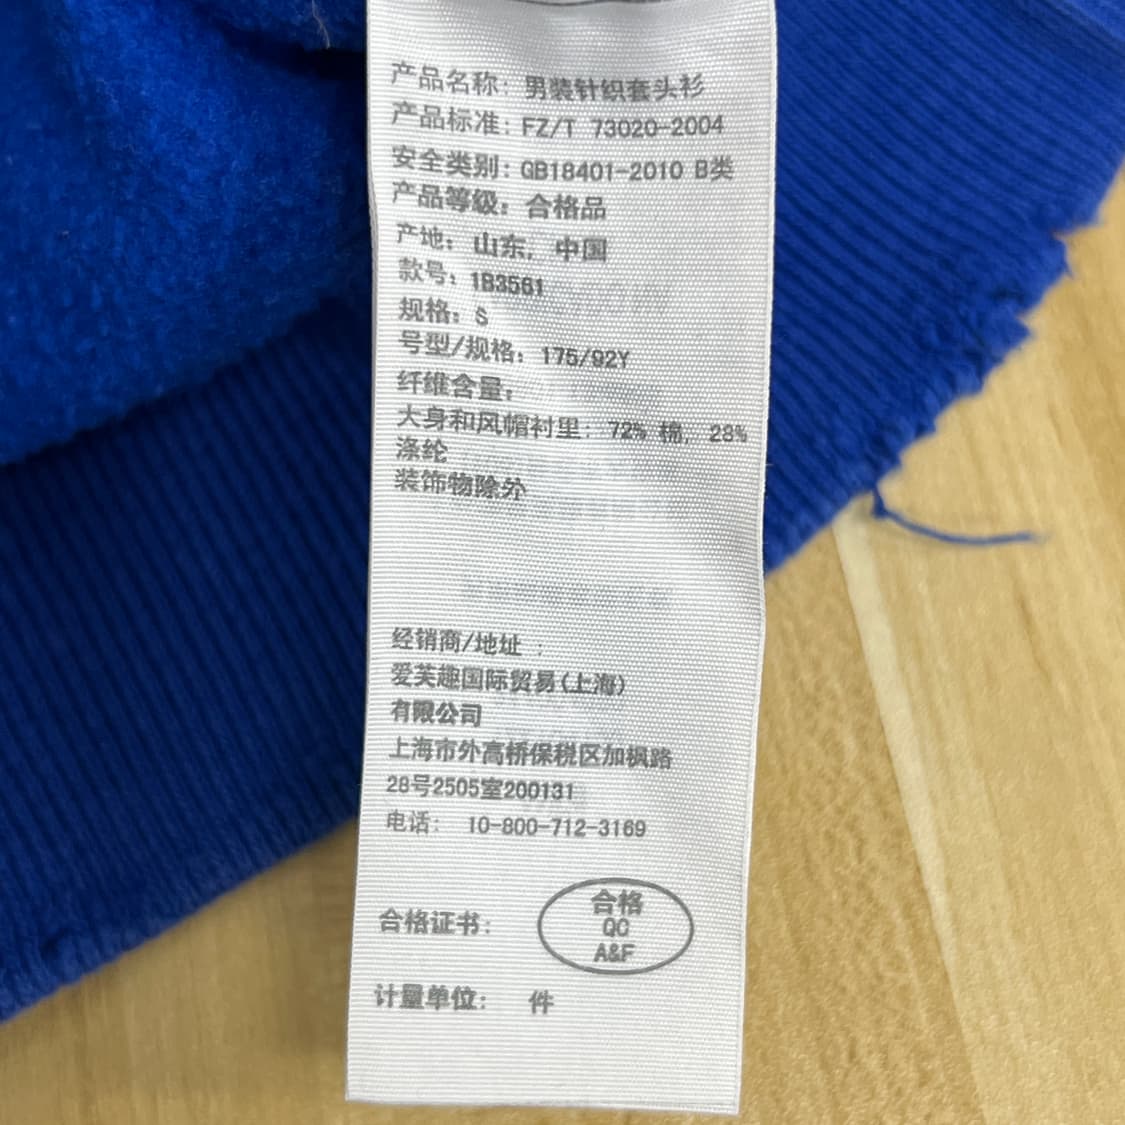 产品名称: 男装针织套头衫
产品标准: FZ/T 73020-2004
安全类别: GB18401-2010 B类
产品等级: 合格品
产地: 山东, 中国
款号: 1B3561
规格: S
号型/规格: 175/92Y
纤维含量:
大身和风帽衬里: 72% 棉, 28%
涤纶
装饰物除外
经销商/地址 :
爱芙趣国际贸易(上海)
有限公司
上海市外高桥保税区加枫路
28号2505室200131
电话: 10-800-712-3169
合格证书:
合格
QC
A&F
计量单位: 件